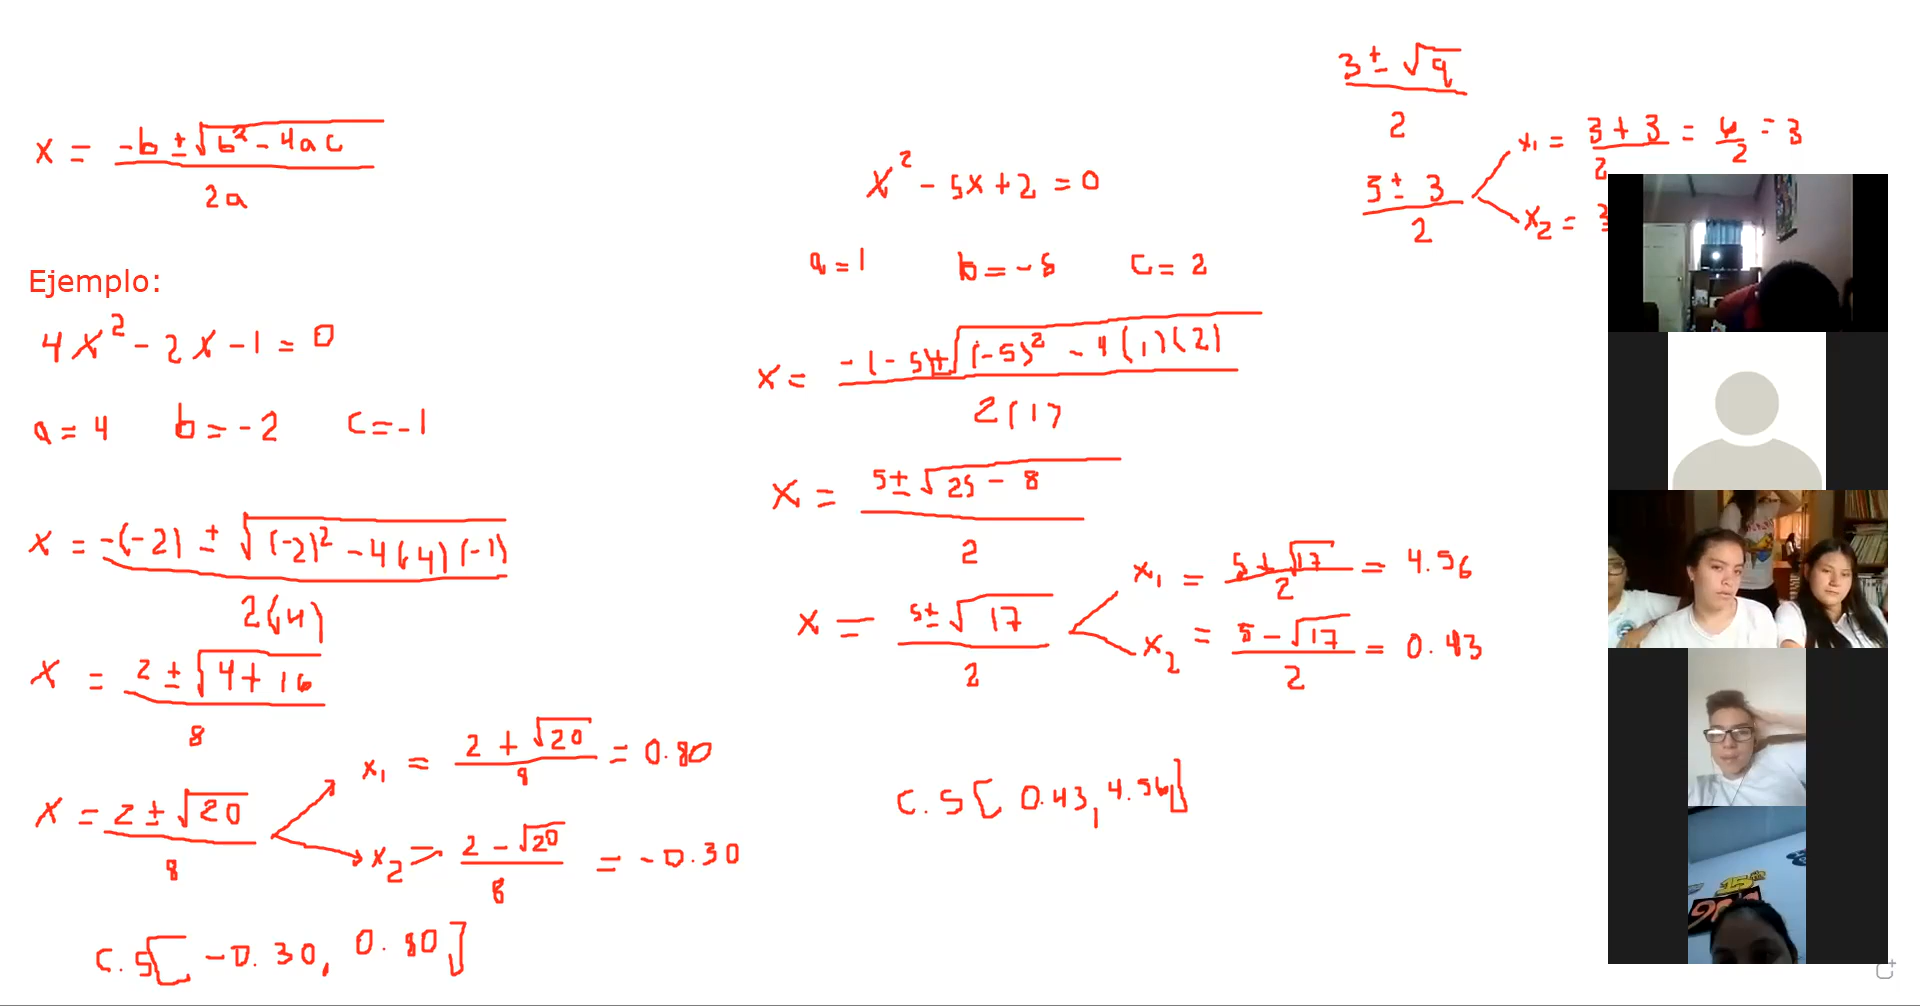 x = -b ± √b² - 4ac
2a
Ejemplo:
4x² - 2x - 1 = 0
a = 4 b = -2 c = -1
x = -(-2) ± √(-2)² - 4(4)(-1)
2(4)
x = 2 ± √4 + 16
8
x = 2 ± √20
8
x₁ = 2 + √20 = 0.80
8
x₂ = 2 - √20 = -0.30
8
C.S[ -0.30, 0.80]
x² - 5x + 2 = 0
a = 1 b = -5 c = 2
x = -(-5) ± √(-5)² - 4(1)(2)
2(1)
x = 5 ± √25 - 8
2
x = 5 ± √17
2
x₁ = 5 + √17 = 4.56
2
x₂ = 5 - √17 = 0.43
2
C.S[ 0.43, 4.56]
3 ± √9
2
3 ± 3
2
x₁ = 3 + 3 = 6 = 3
2 2
x₂ = 3
15